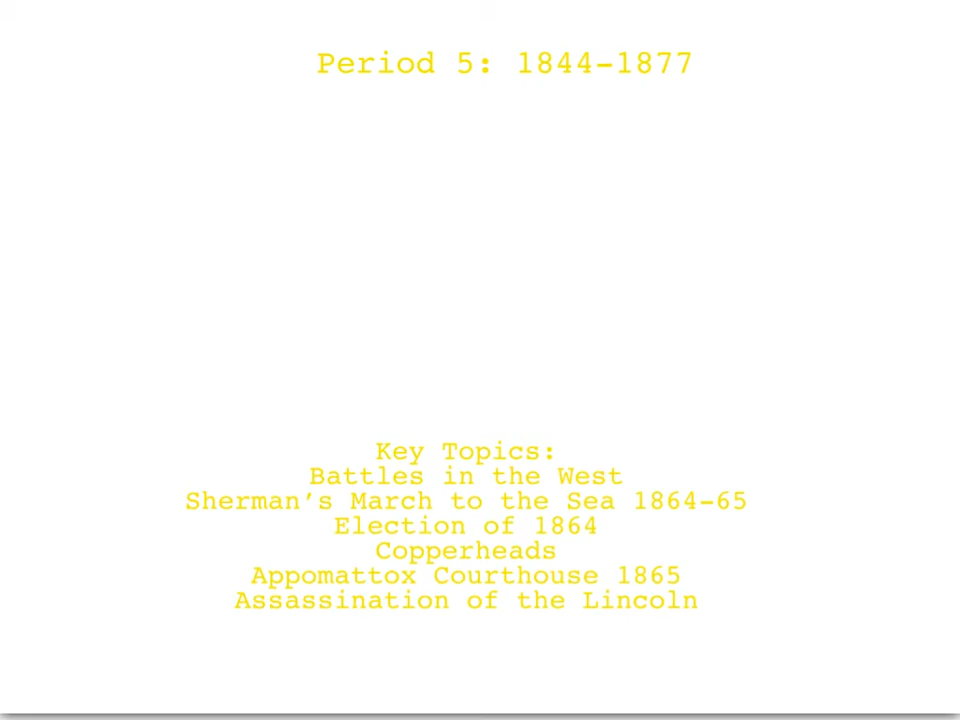 Period 5: 1844-1877
Key Topics:
Battles in the West
Sherman’s March to the Sea 1864-65
Election of 1864
Copperheads
Appomattox Courthouse 1865
Assassination of the Lincoln